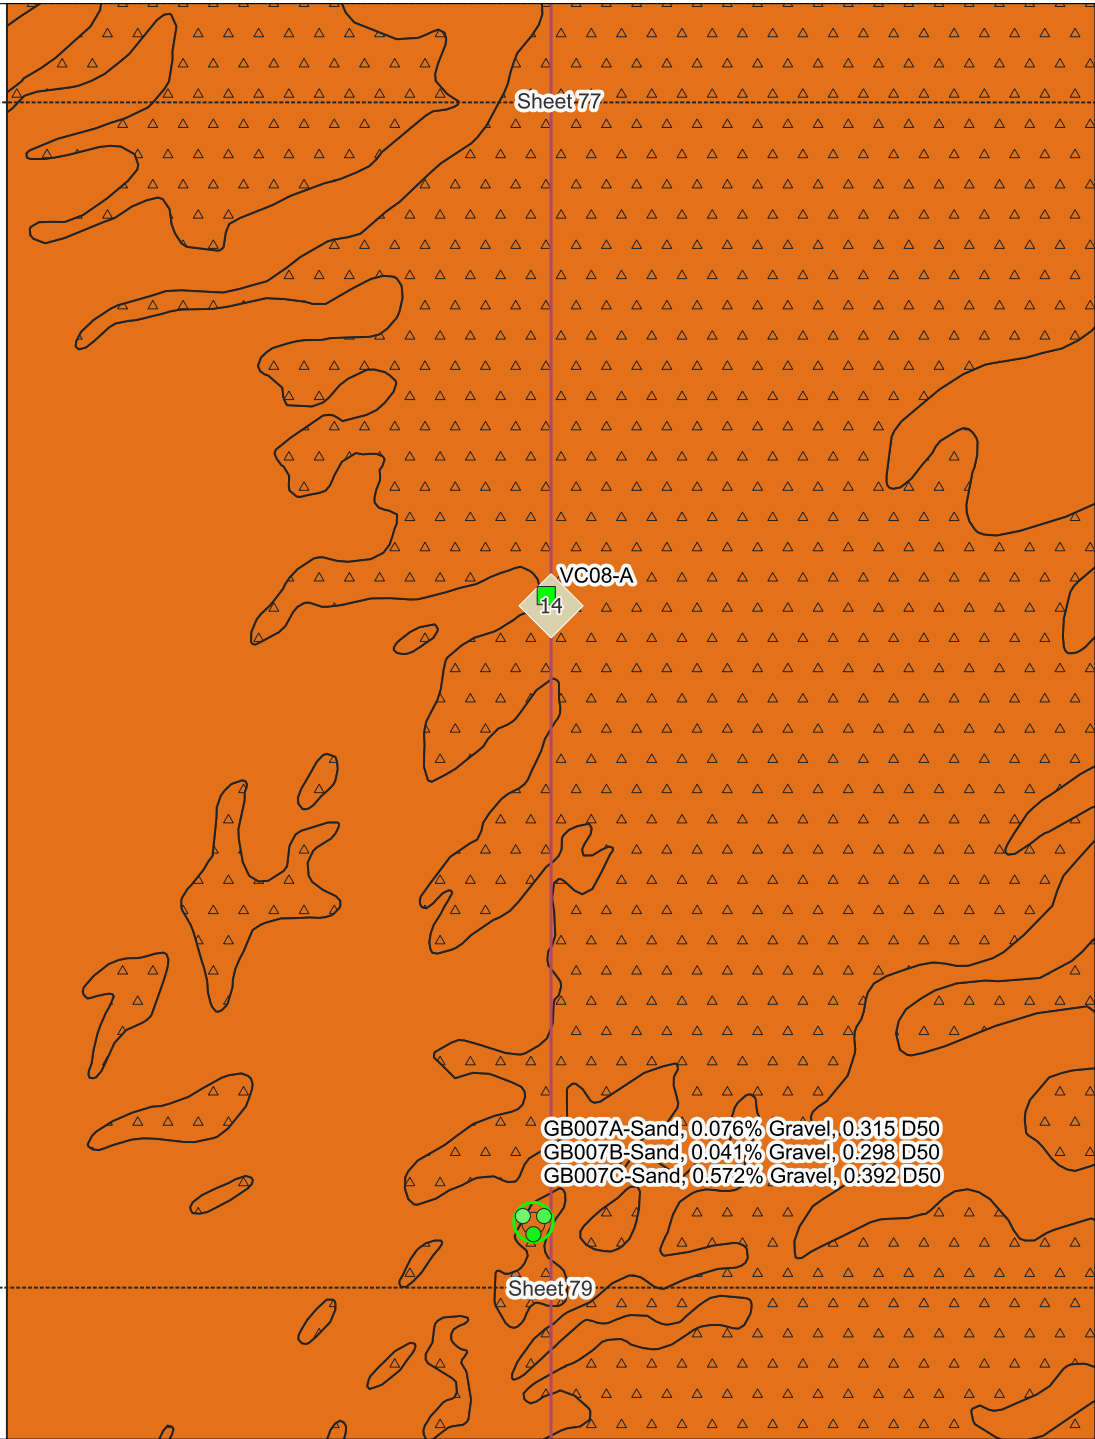 Sheet 77
VC08-A
14
GB007A-Sand, 0.076% Gravel, 0.315 D50
GB007B-Sand, 0.041% Gravel, 0.298 D50
GB007C-Sand, 0.572% Gravel, 0.392 D50
Sheet 79